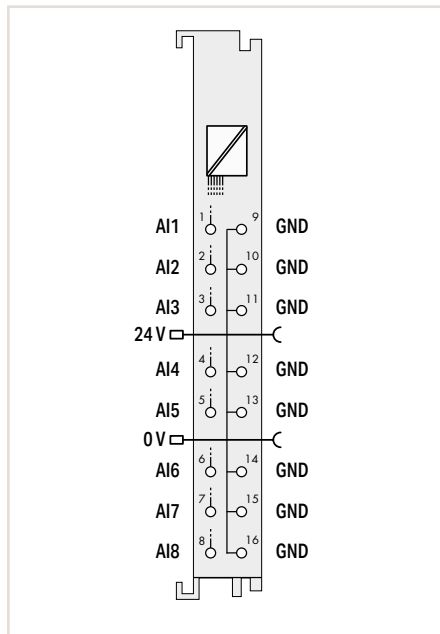 AI1 1 9 GND
AI2 2 10 GND
AI3 3 11 GND
24 V
AI4 4 12 GND
AI5 5 13 GND
0 V
AI6 6 14 GND
AI7 7 15 GND
AI8 8 16 GND